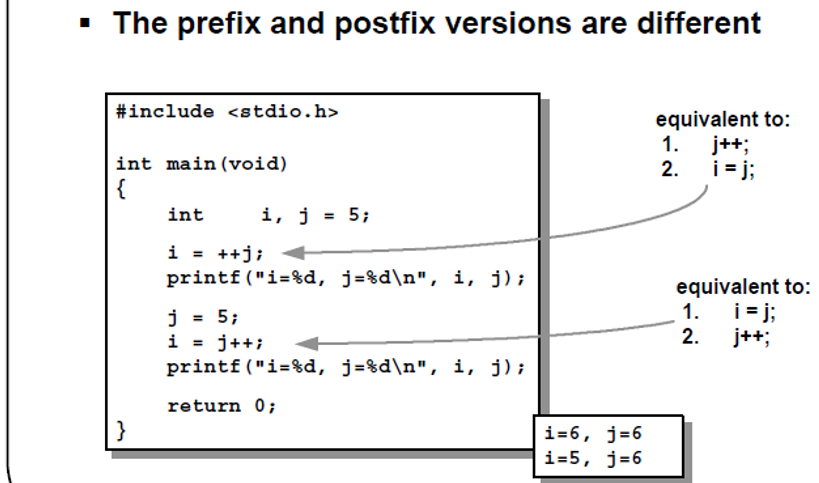 ▪ The prefix and postfix versions are different
#include <stdio.h>
int main(void)
{
int i, j = 5;
i = ++j;
printf("i=%d, j=%d\n", i, j);
j = 5;
i = j++;
printf("i=%d, j=%d\n", i, j);
return 0;
}
equivalent to:
1. j++;
2. i = j;
equivalent to:
1. i = j;
2. j++;
i=6, j=6
i=5, j=6